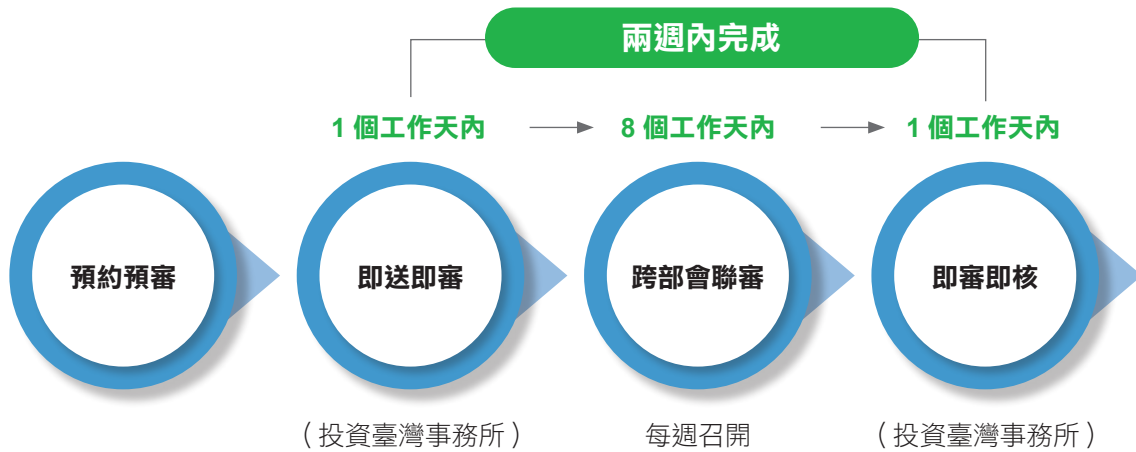 兩週內完成
1 個工作天內
8 個工作天內
1 個工作天內
預約預審
即送即審
跨部會聯審
即審即核
（投資臺灣事務所）
每週召開
（投資臺灣事務所）